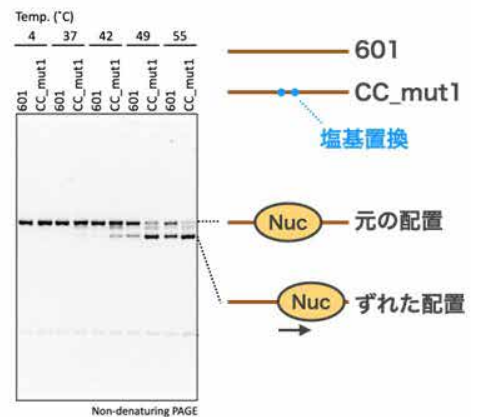 Temp. (˚C)
4 37 42 49 55
601 CC_mut1 601 CC_mut1 601 CC_mut1 601 CC_mut1 601 CC_mut1
601
CC_mut1
塩基置換
Nuc 元の配置
Nuc ずれた配置
Non-denaturing PAGE